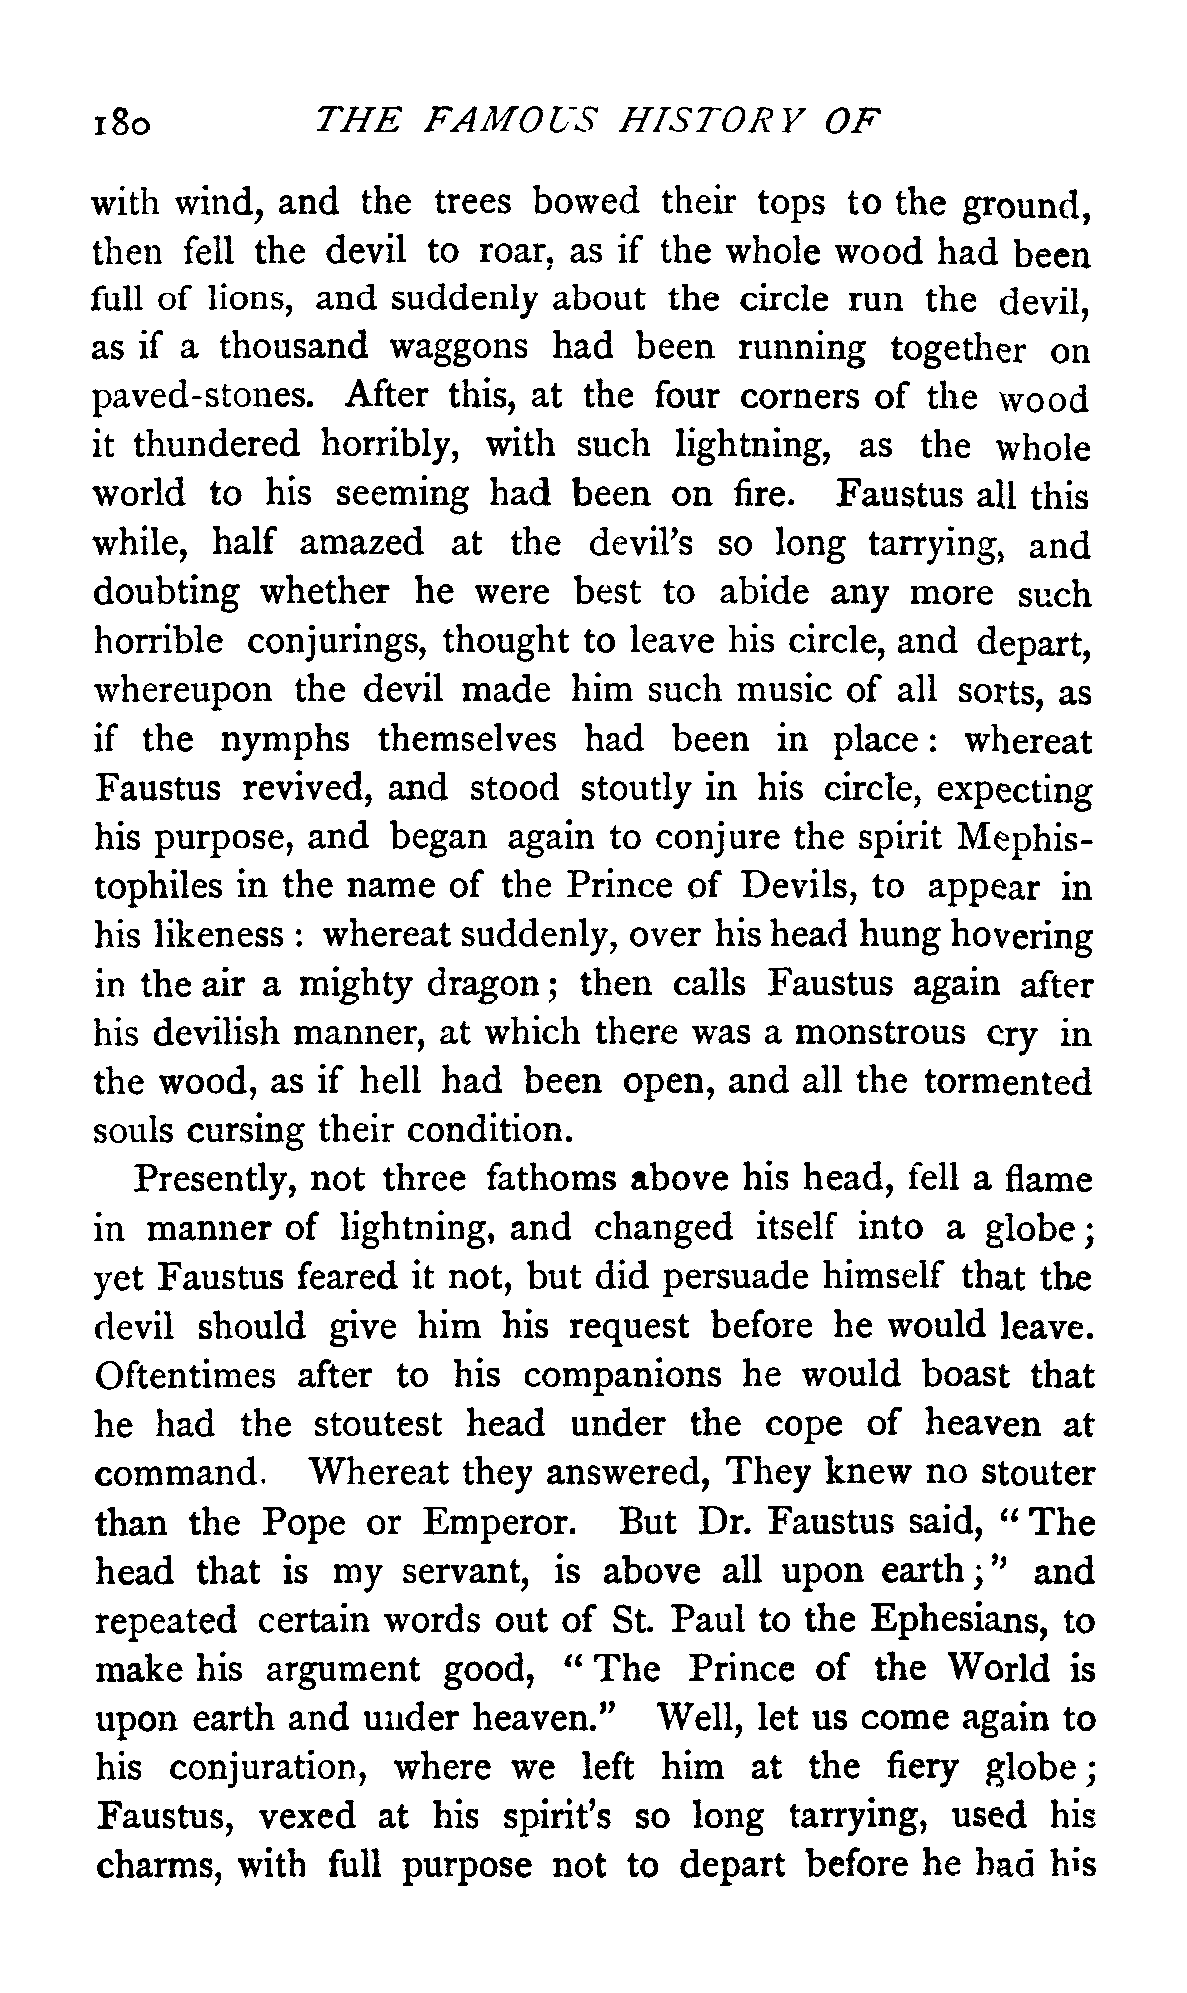 180 THE FAMOUS HISTORY OF
with wind, and the trees bowed their tops to the ground,
then fell the devil to roar, as if the whole wood had been
full of lions, and suddenly about the circle run the devil,
as if a thousand waggons had been running together on
paved-stones. After this, at the four corners of the wood
it thundered horribly, with such lightning, as the whole
world to his seeming had been on fire. Faustus all this
while, half amazed at the devil's so long tarrying, and
doubting whether he were best to abide any more such
horrible conjurings, thought to leave his circle, and depart,
whereupon the devil made him such music of all sorts, as
if the nymphs themselves had been in place : whereat
Faustus revived, and stood stoutly in his circle, expecting
his purpose, and began again to conjure the spirit Mephis-
tophiles in the name of the Prince of Devils, to appear in
his likeness : whereat suddenly, over his head hung hovering
in the air a mighty dragon ; then calls Faustus again after
his devilish manner, at which there was a monstrous cry in
the wood, as if hell had been open, and all the tormented
souls cursing their condition.
Presently, not three fathoms above his head, fell a flame
in manner of lightning, and changed itself into a globe ;
yet Faustus feared it not, but did persuade himself that the
devil should give him his request before he would leave.
Oftentimes after to his companions he would boast that
he had the stoutest head under the cope of heaven at
command. Whereat they answered, They knew no stouter
than the Pope or Emperor. But Dr. Faustus said, “ The
head that is my servant, is above all upon earth ;” and
repeated certain words out of St. Paul to the Ephesians, to
make his argument good, “ The Prince of the World is
upon earth and under heaven.” Well, let us come again to
his conjuration, where we left him at the fiery globe ;
Faustus, vexed at his spirit's so long tarrying, used his
charms, with full purpose not to depart before he had his